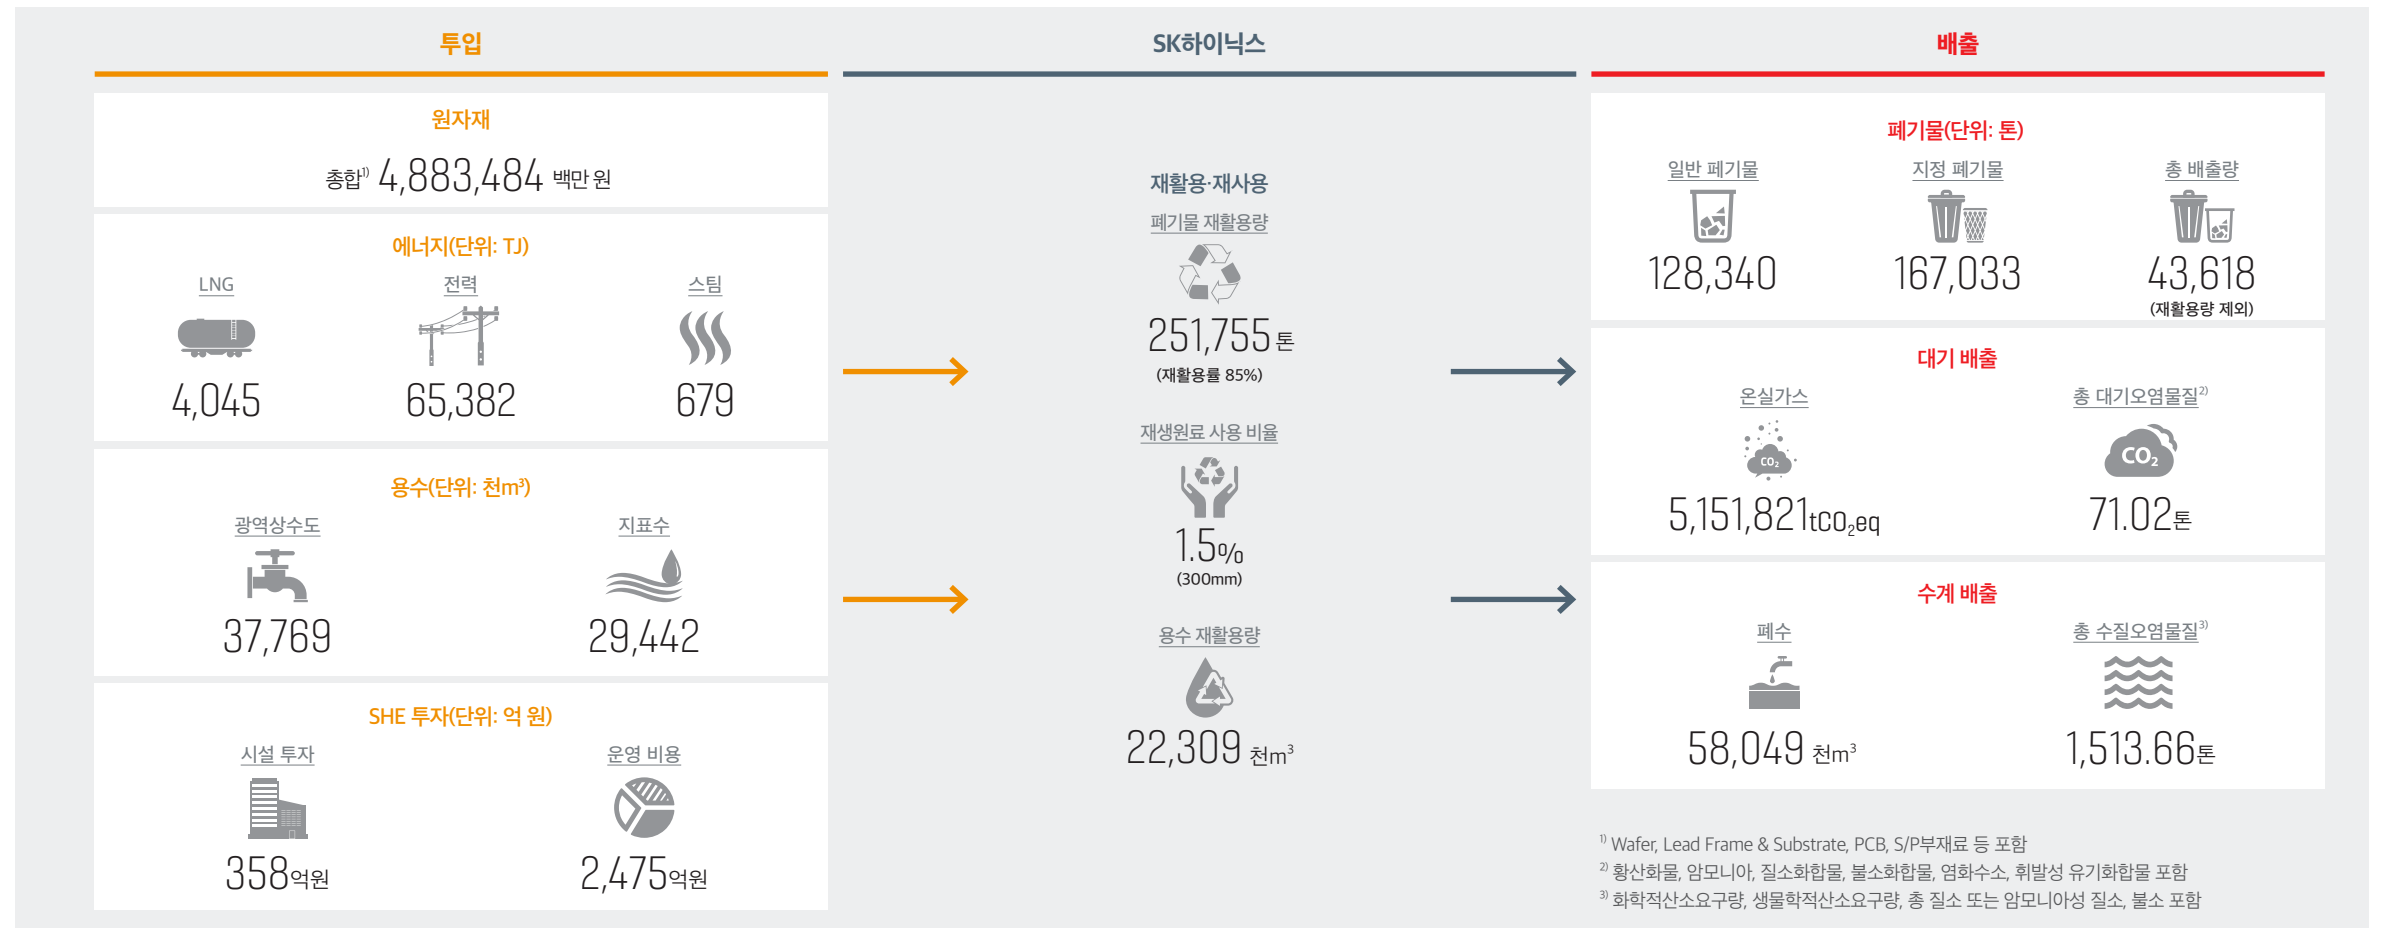 투입
원자재
총합1) 4,883,484 백만 원
에너지(단위: TJ)
LNG 전력 스팀
4,045 65,382 679
용수(단위: 천m³)
광역상수도 지표수
37,769 29,442
SHE 투자(단위: 억 원)
시설 투자 운영 비용
358억원 2,475억원
SK하이닉스
재활용·재사용
폐기물 재활용량
251,755 톤
(재활용률 85%)
재생원료 사용 비율
1.5%
(300mm)
용수 재활용량
22,309 천m³
배출
폐기물(단위: 톤)
일반 폐기물 지정 폐기물 총 배출량
128,340 167,033 43,618
(재활용량 제외)
대기 배출
온실가스 총 대기오염물질2)
CO₂ CO₂
5,151,821tCO₂eq 71.02톤
수계 배출
폐수 총 수질오염물질3)
58,049 천m³ 1,513.66톤
1) Wafer, Lead Frame & Substrate, PCB, S/P부재료 등 포함
2) 황산화물, 암모니아, 질소화합물, 불소화합물, 염화수소, 휘발성 유기화합물 포함
3) 화학적산소요구량, 생물학적산소요구량, 총 질소 또는 암모니아성 질소, 불소 포함